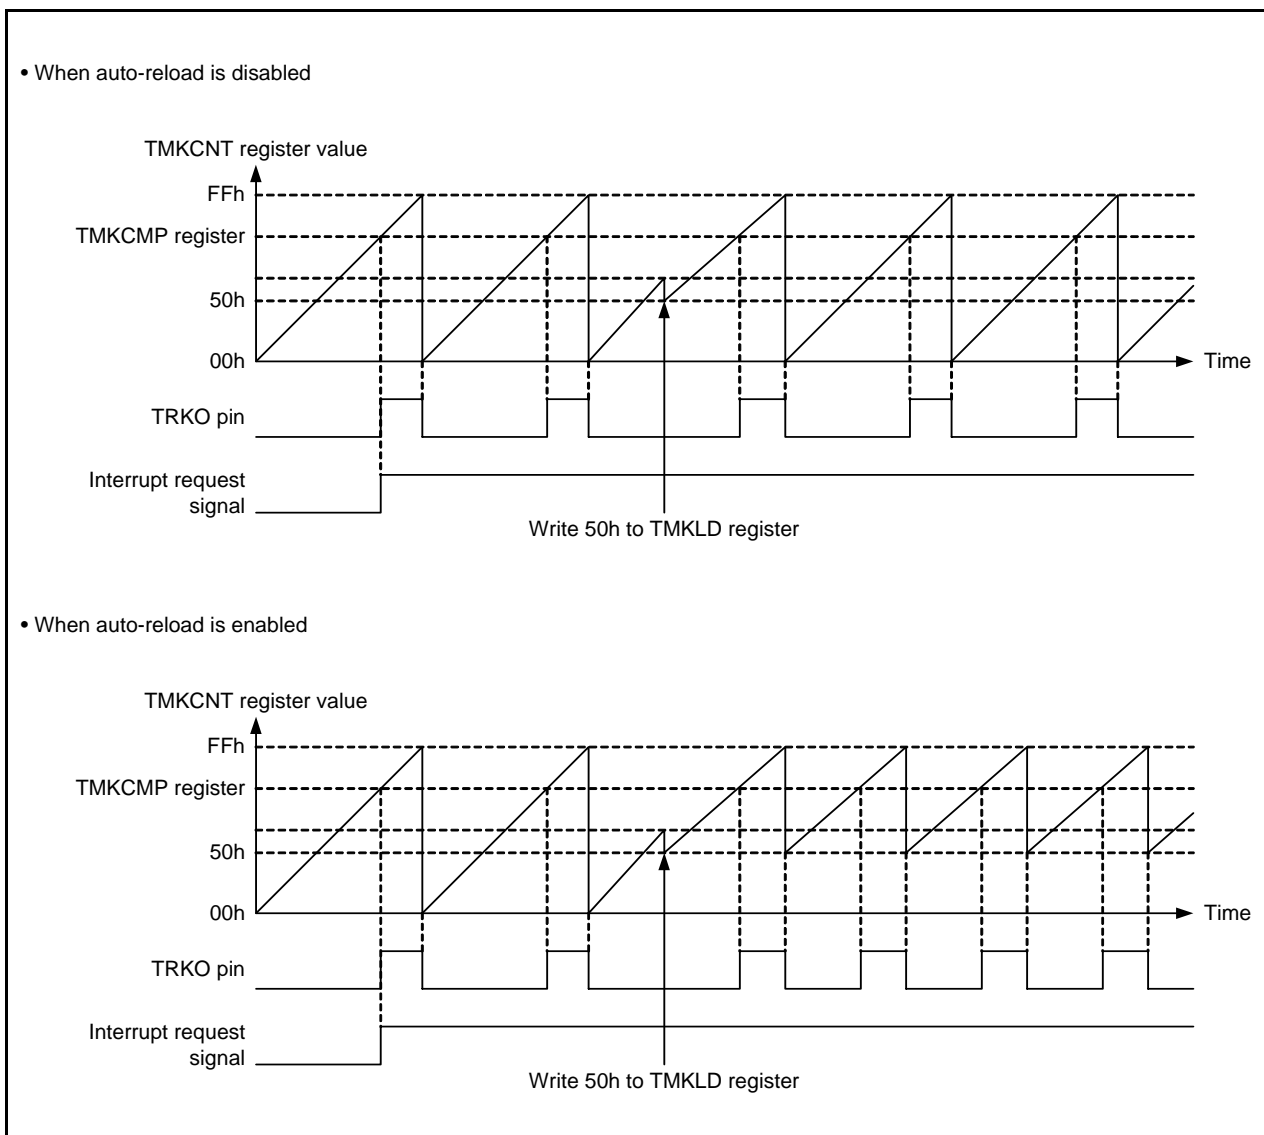 • When auto-reload is disabled
TMKCNT register value
FFh
TMKCMP register
50h
00h
Time
TRKO pin
Interrupt request
signal
Write 50h to TMKLD register
• When auto-reload is enabled
TMKCNT register value
FFh
TMKCMP register
50h
00h
Time
TRKO pin
Interrupt request
signal
Write 50h to TMKLD register